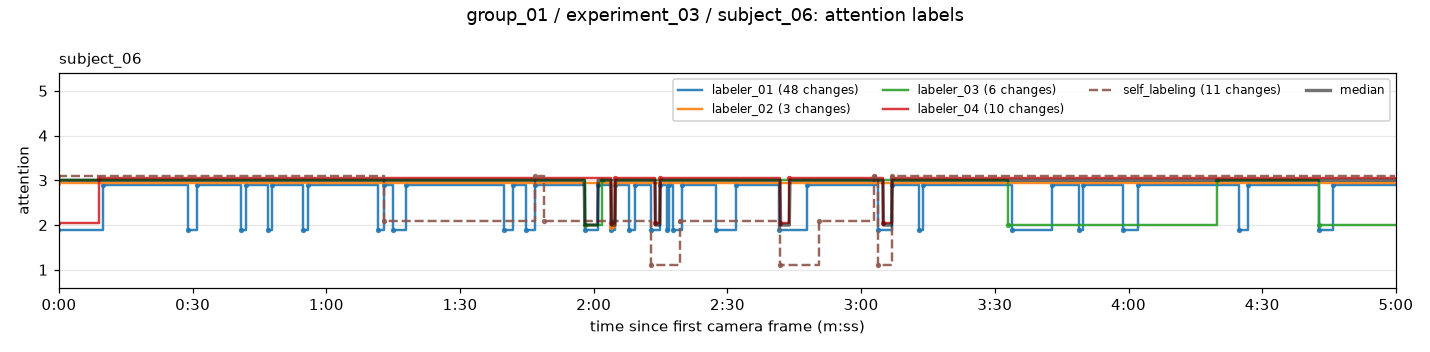 group_01 / experiment_03 / subject_06: attention labels
subject_06
labeler_01 (48 changes)
labeler_02 (3 changes)
labeler_03 (6 changes)
labeler_04 (10 changes)
self_labeling (11 changes)
median
attention
5
4
3
2
1
0:00 0:30 1:00 1:30 2:00 2:30 3:00 3:30 4:00 4:30 5:00
time since first camera frame (m:ss)